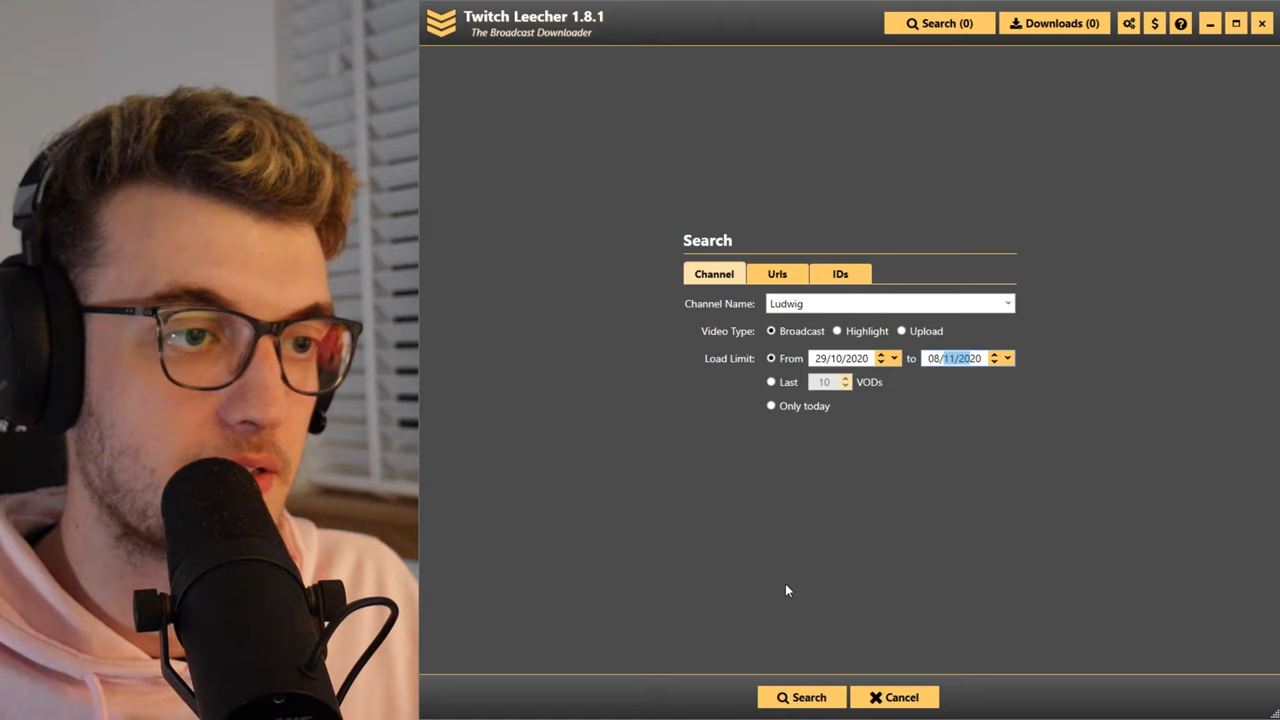 Twitch Leecher 1.8.1
The Broadcast Downloader
Search (0)
Downloads (0)
$
?
Search
Channel
Urls
IDs
Channel Name:
Ludwig
Video Type:
Broadcast
Highlight
Upload
Load Limit:
From
29/10/2020
to
08/11/2020
Last
10
VODs
Only today
Search
Cancel